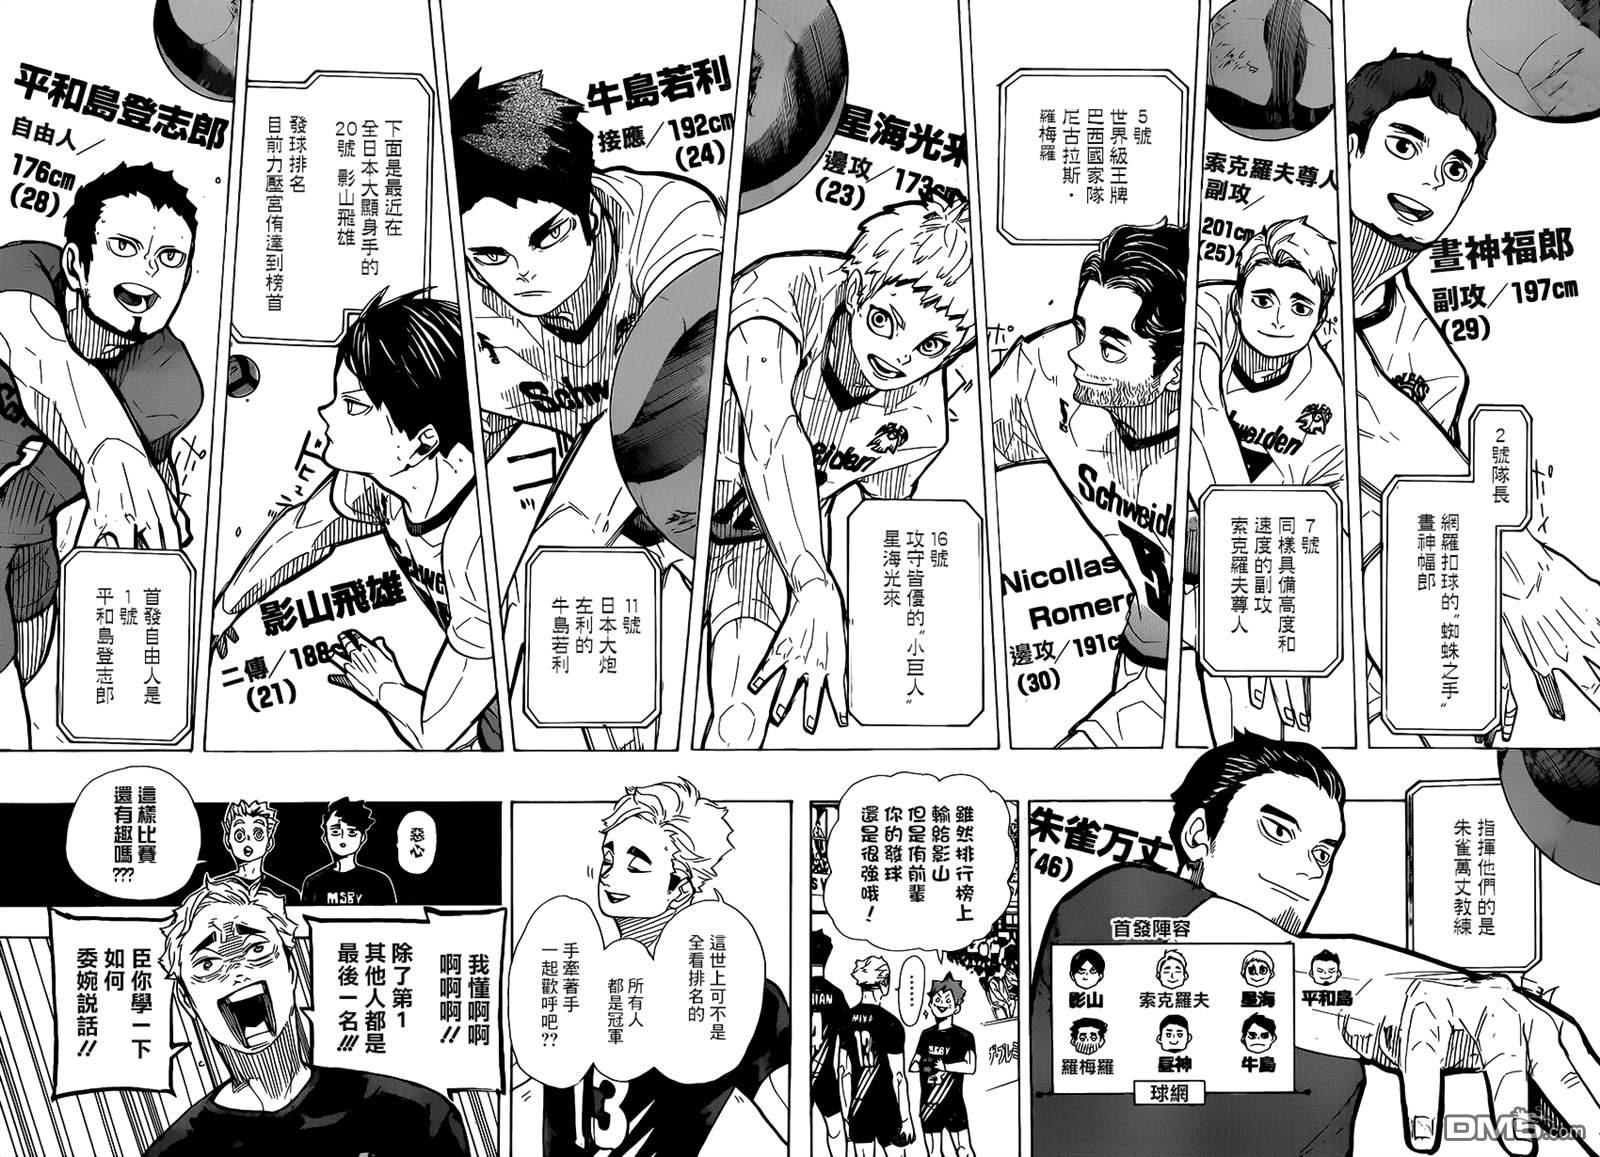 畫神福郎
副攻／197cm
(29)
2號隊長
網羅扣球的"蜘蛛之手"
晝神幅郎
索克羅夫尊人
副攻／
201cm
(25)
7號
同樣具備高度和
速度的副攻
索克羅夫尊人
5號
世界級王牌
巴西國家隊
尼古拉斯・
羅梅羅
Nicollas
Romero
邊攻／191c
(30)
Schweiden
星海光来
邊攻／173cm
(23)
16號
攻守皆優的"小巨人"
星海光來
牛島若利
接應／192cm
(24)
11號
日本大炮
左利的
牛島若利
下面是最近在
全日本大顯身手的
20號 影山飛雄
發球排名
目前力壓宮侑達到榜首
影山飛雄
二傳／188
(21)
平和島登志郎
自由人／
176cm
(28)
首發自由人是
1號
平和島登志郎
指揮他們的是
朱雀萬丈教練
朱雀万丈
(46)
首發陣容
影山
索克羅夫
星海
平和島
羅梅羅
昼神
牛島
球網
雖然排行榜上
輸給影山
但是侑前輩
你的發球
還是很強哦！
………
MIYA
MSBY
這世上可不是
全看排名的
所有人
都是冠軍
手牽著手
一起歡呼吧??
13
惡心
這樣比賽
還有趣嗎???
MSBY
我懂啊啊
啊啊啊!!
除了第1
其他人都是
最後一名!!!
臣你學一下
如何
委婉說話!!
DM5.com